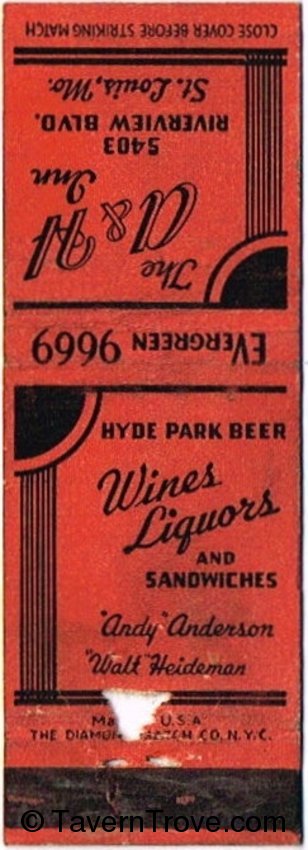 The
A & H
Inn
5403
RIVERVIEW BLVD.
St. Louis, Mo.
CLOSE COVER BEFORE STRIKING MATCH
EVERGREEN 9669
HYDE PARK BEER
Wines
Liquors
AND
SANDWICHES
"Andy" Anderson
"Walt" Heideman
U.S.A
THE DIAMOND MATCH CO. N.Y.C.
© TavernTrove.com